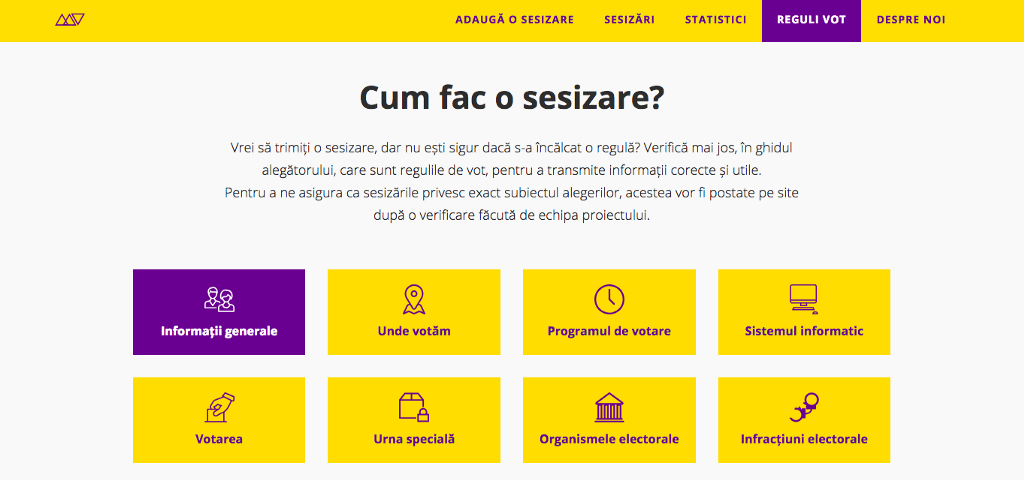 ADAUGĂ O SESIZARE SESIZĂRI STATISTICI REGULI VOT DESPRE NOI
Cum fac o sesizare?
Vrei să trimiți o sesizare, dar nu ești sigur dacă s-a încălcat o regulă? Verifică mai jos, în ghidul
alegătorului, care sunt regulile de vot, pentru a transmite informații corecte și utile.
Pentru a ne asigura ca sesizările privesc exact subiectul alegerilor, acestea vor fi postate pe site
după o verificare făcută de echipa proiectului.
Informații generale
Unde votăm
Programul de votare
Sistemul informatic
Votarea
Urna specială
Organismele electorale
Infracțiuni electorale